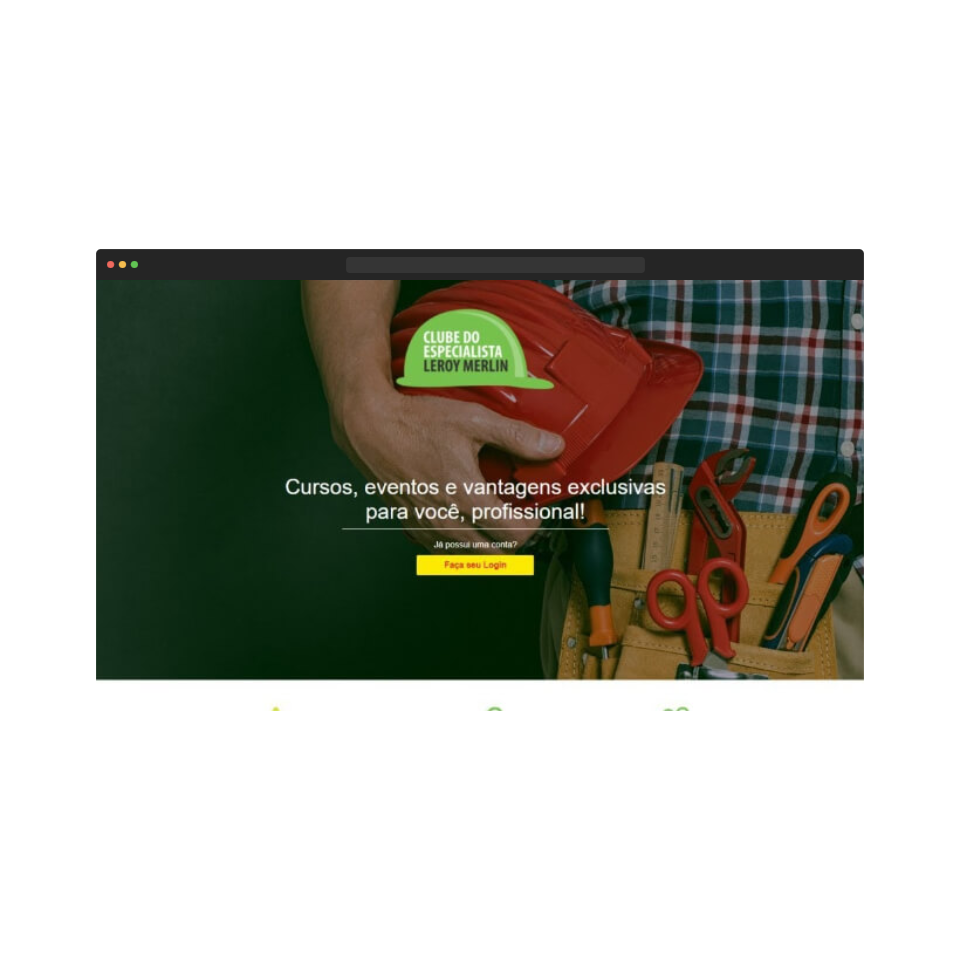 CLUBE DO
ESPECIALISTA
LEROY MERLIN
Cursos, eventos e vantagens exclusivas
para você, profissional!
Já possui uma conta?
Faça seu Login